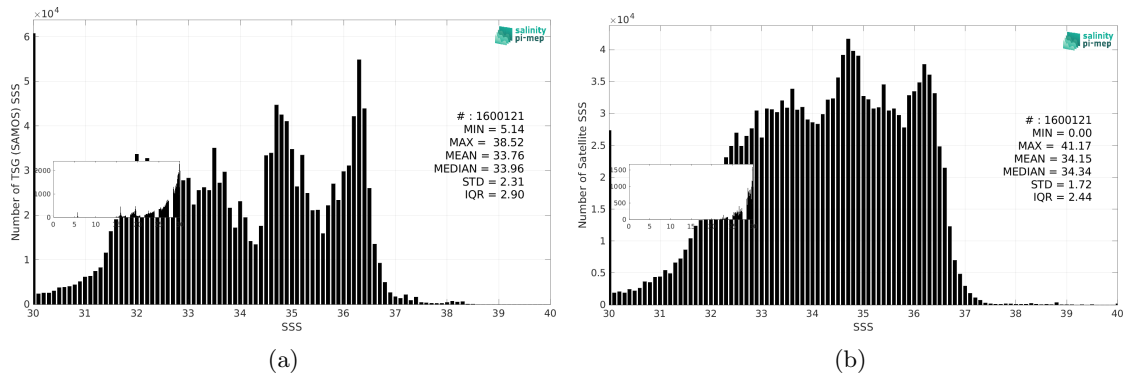 ×10⁴
6
5
4
3
2
1
0
Number of TSG (SAMOS) SSS
salinity
pi-mep
# : 1600121
MIN = 5.14
MAX = 38.52
MEAN = 33.76
MEDIAN = 33.96
STD = 2.31
IQR = 2.90
2000
1000
0
0 5 10
30 31 32 33 34 35 36 37 38 39 40
SSS
(a)
×10⁴
4
3.5
3
2.5
2
1.5
1
0.5
0
Number of Satellite SSS
salinity
pi-mep
# : 1600121
MIN = 0.00
MAX = 41.17
MEAN = 34.15
MEDIAN = 34.34
STD = 1.72
IQR = 2.44
1500
1000
500
0
0 5 10
30 31 32 33 34 35 36 37 38 39 40
SSS
(b)